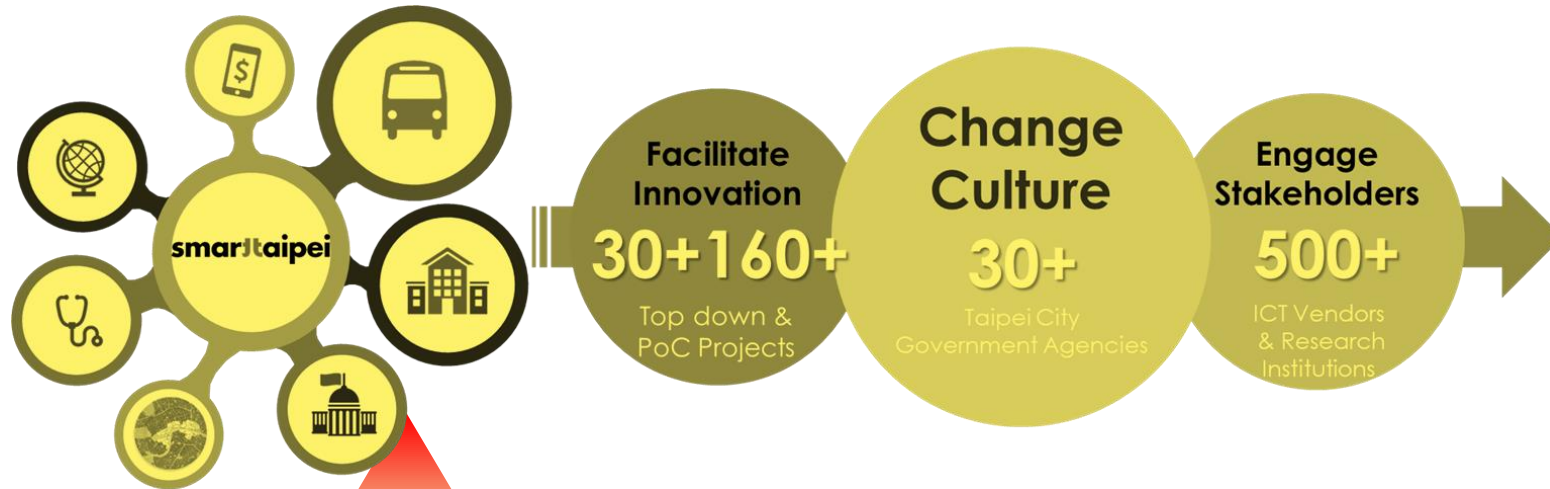 smarttaipei
$
Facilitate
Innovation
30+160+
Top down &
PoC Projects
Change
Culture
30+
Taipei City
Government Agencies
Engage
Stakeholders
500+
ICT Vendors
& Research
Institutions